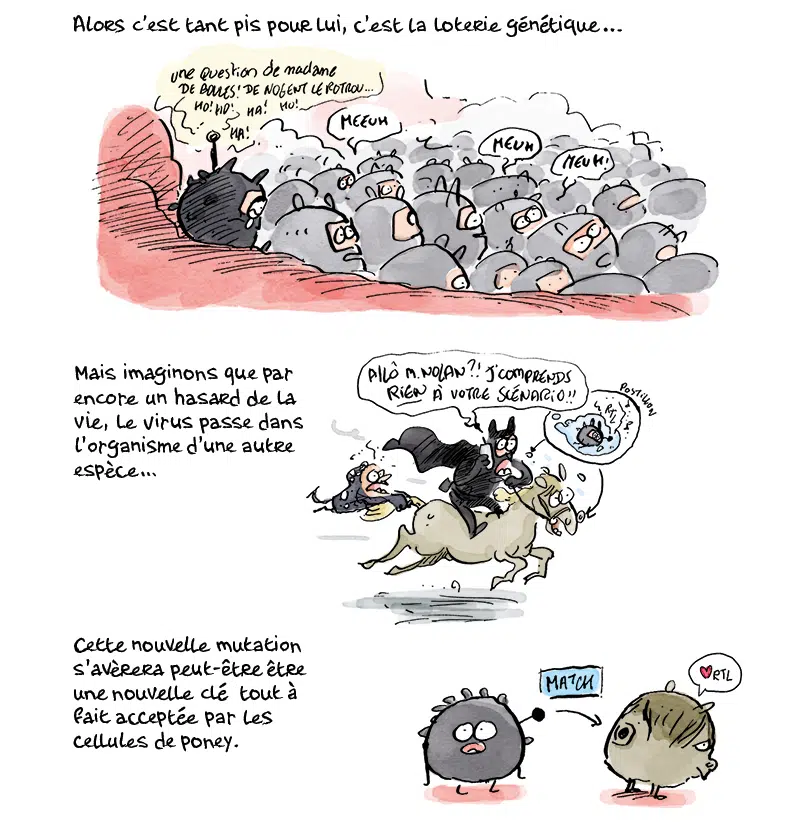 Alors c'est tant pis pour lui, c'est la loterie génétique...
une question de madame
DE BOULES! DE NOGENT LE ROTROU...
HO! HO! HA! HO!
HA!
MEEUH
MEUH
MEUH!
Mais imaginons que par
encore un hasard de la
vie, le virus passe dans
l'organisme d'une autre
espèce...
ALLÔ M. NOLAN?! J'COMPRENDS
RIEN À VOTRE SCÉNARIO!!
POSTILLON
RTL
Cette nouvelle mutation
s'avèrera peut-être être
une nouvelle clé tout à
fait acceptée par les
cellules de poney.
MATCH
RTL